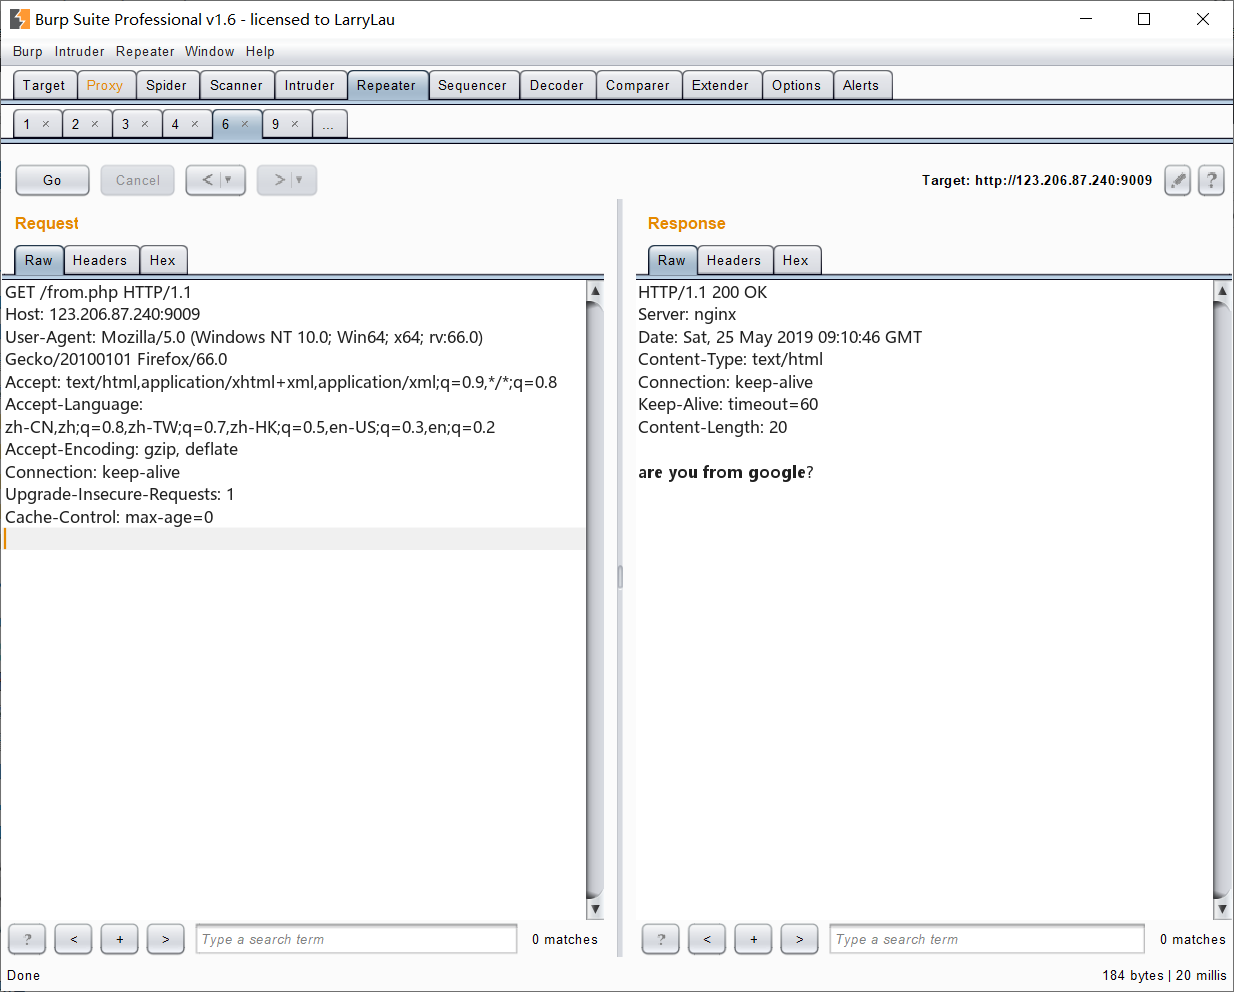 Burp Suite Professional v1.6 - licensed to LarryLau
Burp Intruder Repeater Window Help
Target Proxy Spider Scanner Intruder Repeater Sequencer Decoder Comparer Extender Options Alerts
1 × 2 × 3 × 4 × 6 × 9 × ...
Go Cancel < > Target: http://123.206.87.240:9009 ?
Request
Raw Headers Hex
GET /from.php HTTP/1.1
Host: 123.206.87.240:9009
User-Agent: Mozilla/5.0 (Windows NT 10.0; Win64; x64; rv:66.0)
Gecko/20100101 Firefox/66.0
Accept: text/html,application/xhtml+xml,application/xml;q=0.9,*/*;q=0.8
Accept-Language:
zh-CN,zh;q=0.8,zh-TW;q=0.7,zh-HK;q=0.5,en-US;q=0.3,en;q=0.2
Accept-Encoding: gzip, deflate
Connection: keep-alive
Upgrade-Insecure-Requests: 1
Cache-Control: max-age=0
? < + > Type a search term 0 matches
Response
Raw Headers Hex
HTTP/1.1 200 OK
Server: nginx
Date: Sat, 25 May 2019 09:10:46 GMT
Content-Type: text/html
Connection: keep-alive
Keep-Alive: timeout=60
Content-Length: 20
are you from google?
? < + > Type a search term 0 matches
Done
184 bytes | 20 millis